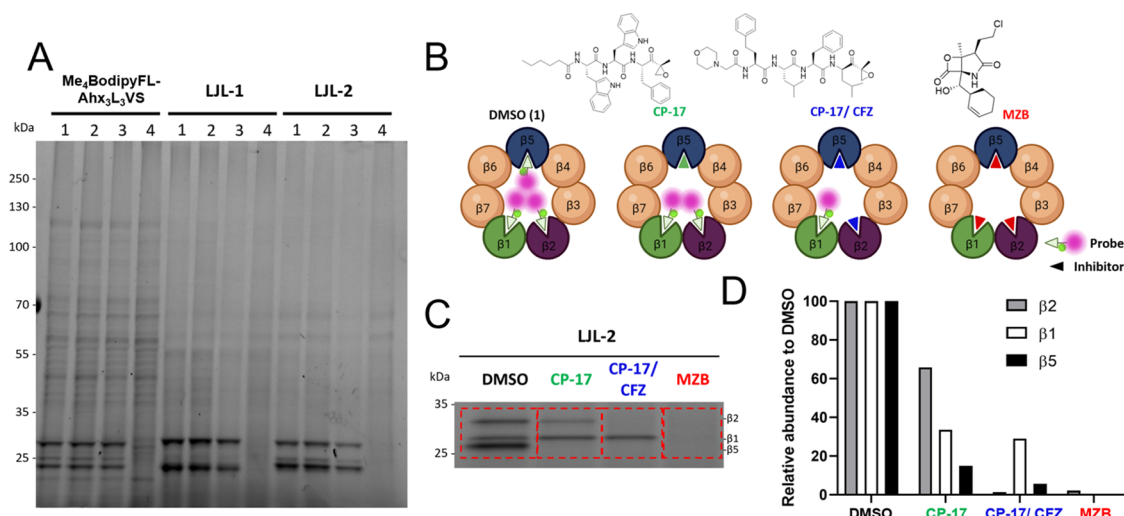 A
Me₄BodipyFL-
Ahx₃L₃VS
LJL-1
LJL-2
kDa
1 2 3 4 1 2 3 4 1 2 3 4
250 -
130 -
100 -
70 -
55 -
35 -
25 -
B
O
N
H
O
N
H
O
NH
H
N
O
NH
O
N
O
N
H
O
H
N
O
N
H
O
H
N
O
O
Cl
O
O
NH
O
HO
H
DMSO (1)
CP-17
CP-17/ CFZ
MZB
β5
β6
β4
β7
β3
β1
β2
β5
β6
β4
β7
β3
β1
β2
β5
β6
β4
β7
β3
β1
β2
β5
β6
β4
β7
β3
β1
β2
Probe
Inhibitor
C
LJL-2
kDa
DMSO
CP-17
CP-17/
CFZ
MZB
35 -
25 -
-β2
-β1
-β5
D
Relative abundance to DMSO
100
80
60
40
20
0
β2
β1
β5
DMSO
CP-17
CP-17/ CFZ
MZB